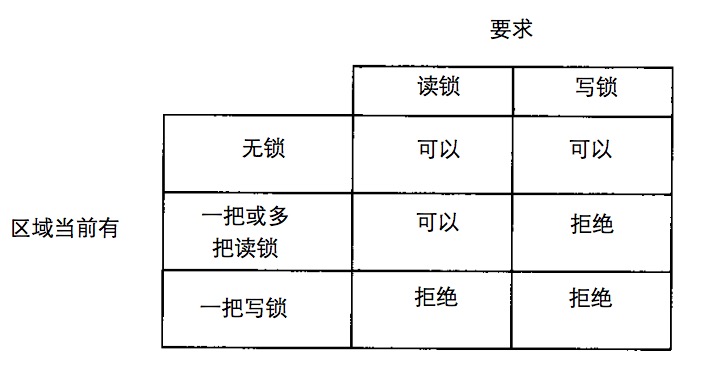 要求
读锁 写锁
无锁 可以 可以
区域当前有
一把或多
把读锁
可以 拒绝
一把写锁 拒绝 拒绝